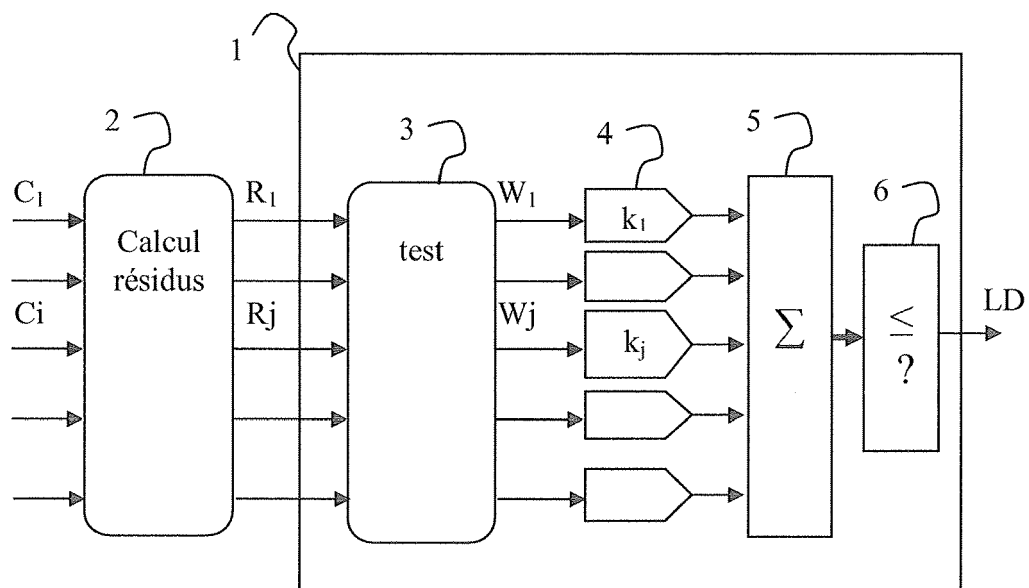 1
2
3
4
5
6
C₁
R₁
W₁
k₁
Calcul
résidus
test
Ci
Rj
Wj
kⱼ
Σ
≤
?
LD